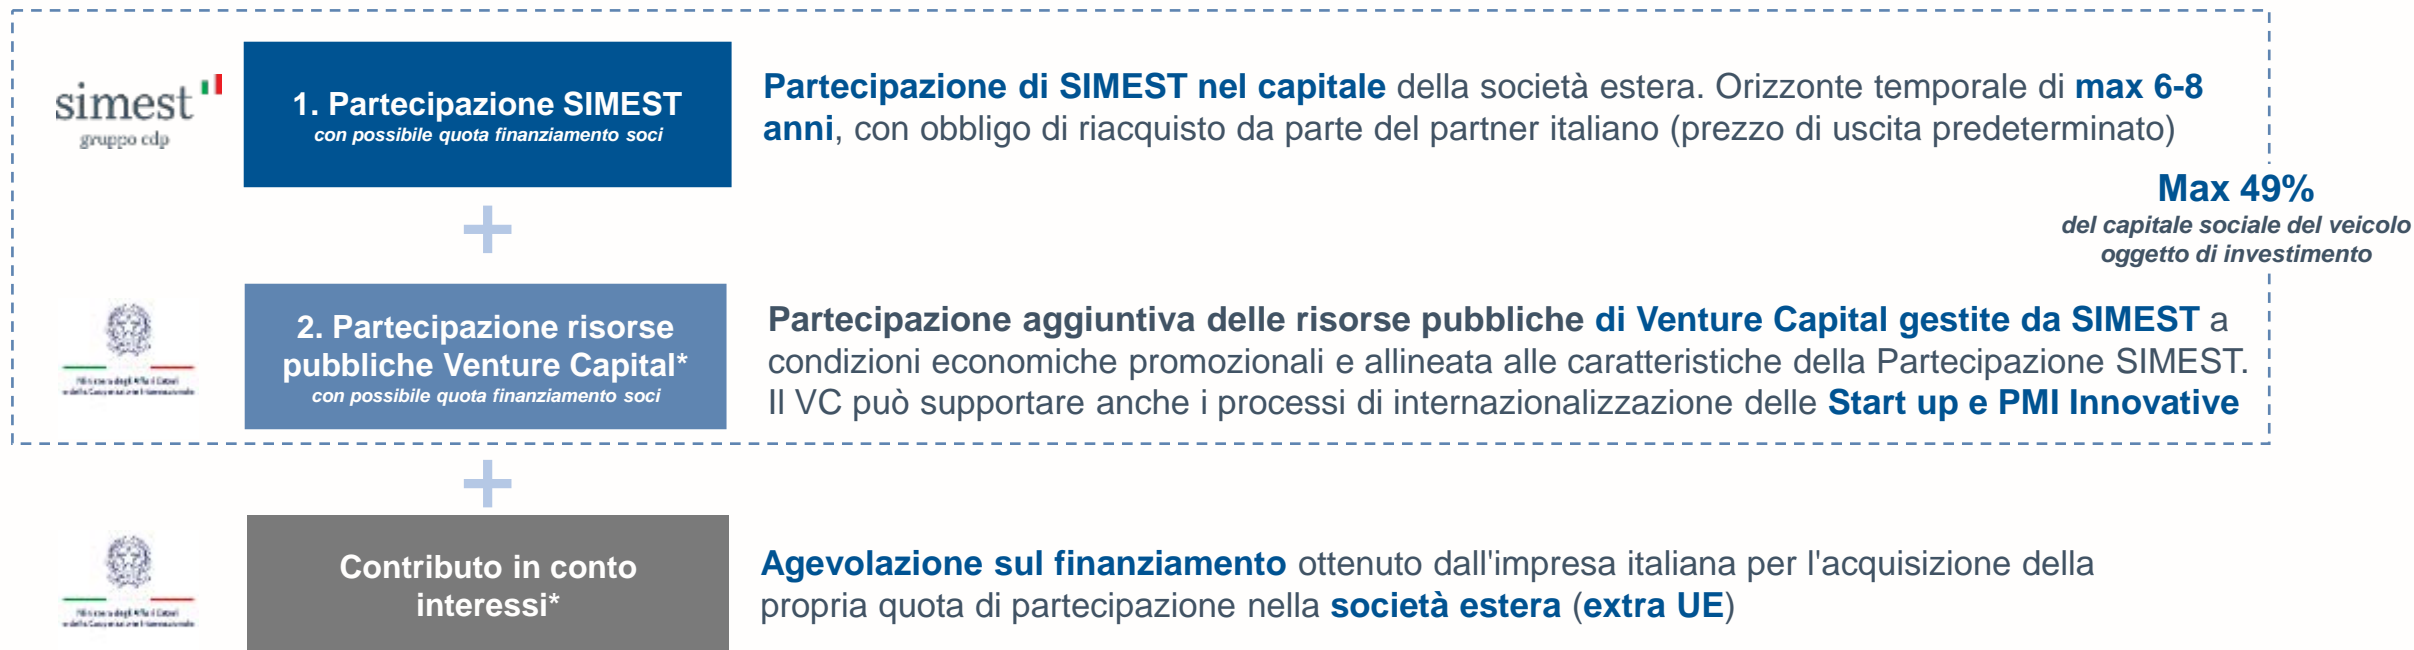 simest
gruppo cdp
1. Partecipazione SIMEST
con possibile quota finanziamento soci
Partecipazione di SIMEST nel capitale della società estera. Orizzonte temporale di max 6-8
anni, con obbligo di riacquisto da parte del partner italiano (prezzo di uscita predeterminato)
Max 49%
del capitale sociale del veicolo
oggetto di investimento
2. Partecipazione risorse
pubbliche Venture Capital*
con possibile quota finanziamento soci
Partecipazione aggiuntiva delle risorse pubbliche di Venture Capital gestite da SIMEST a
condizioni economiche promozionali e allineata alle caratteristiche della Partecipazione SIMEST.
Il VC può supportare anche i processi di internazionalizzazione delle Start up e PMI Innovative
Contributo in conto
interessi*
Agevolazione sul finanziamento ottenuto dall'impresa italiana per l'acquisizione della
propria quota di partecipazione nella società estera (extra UE)